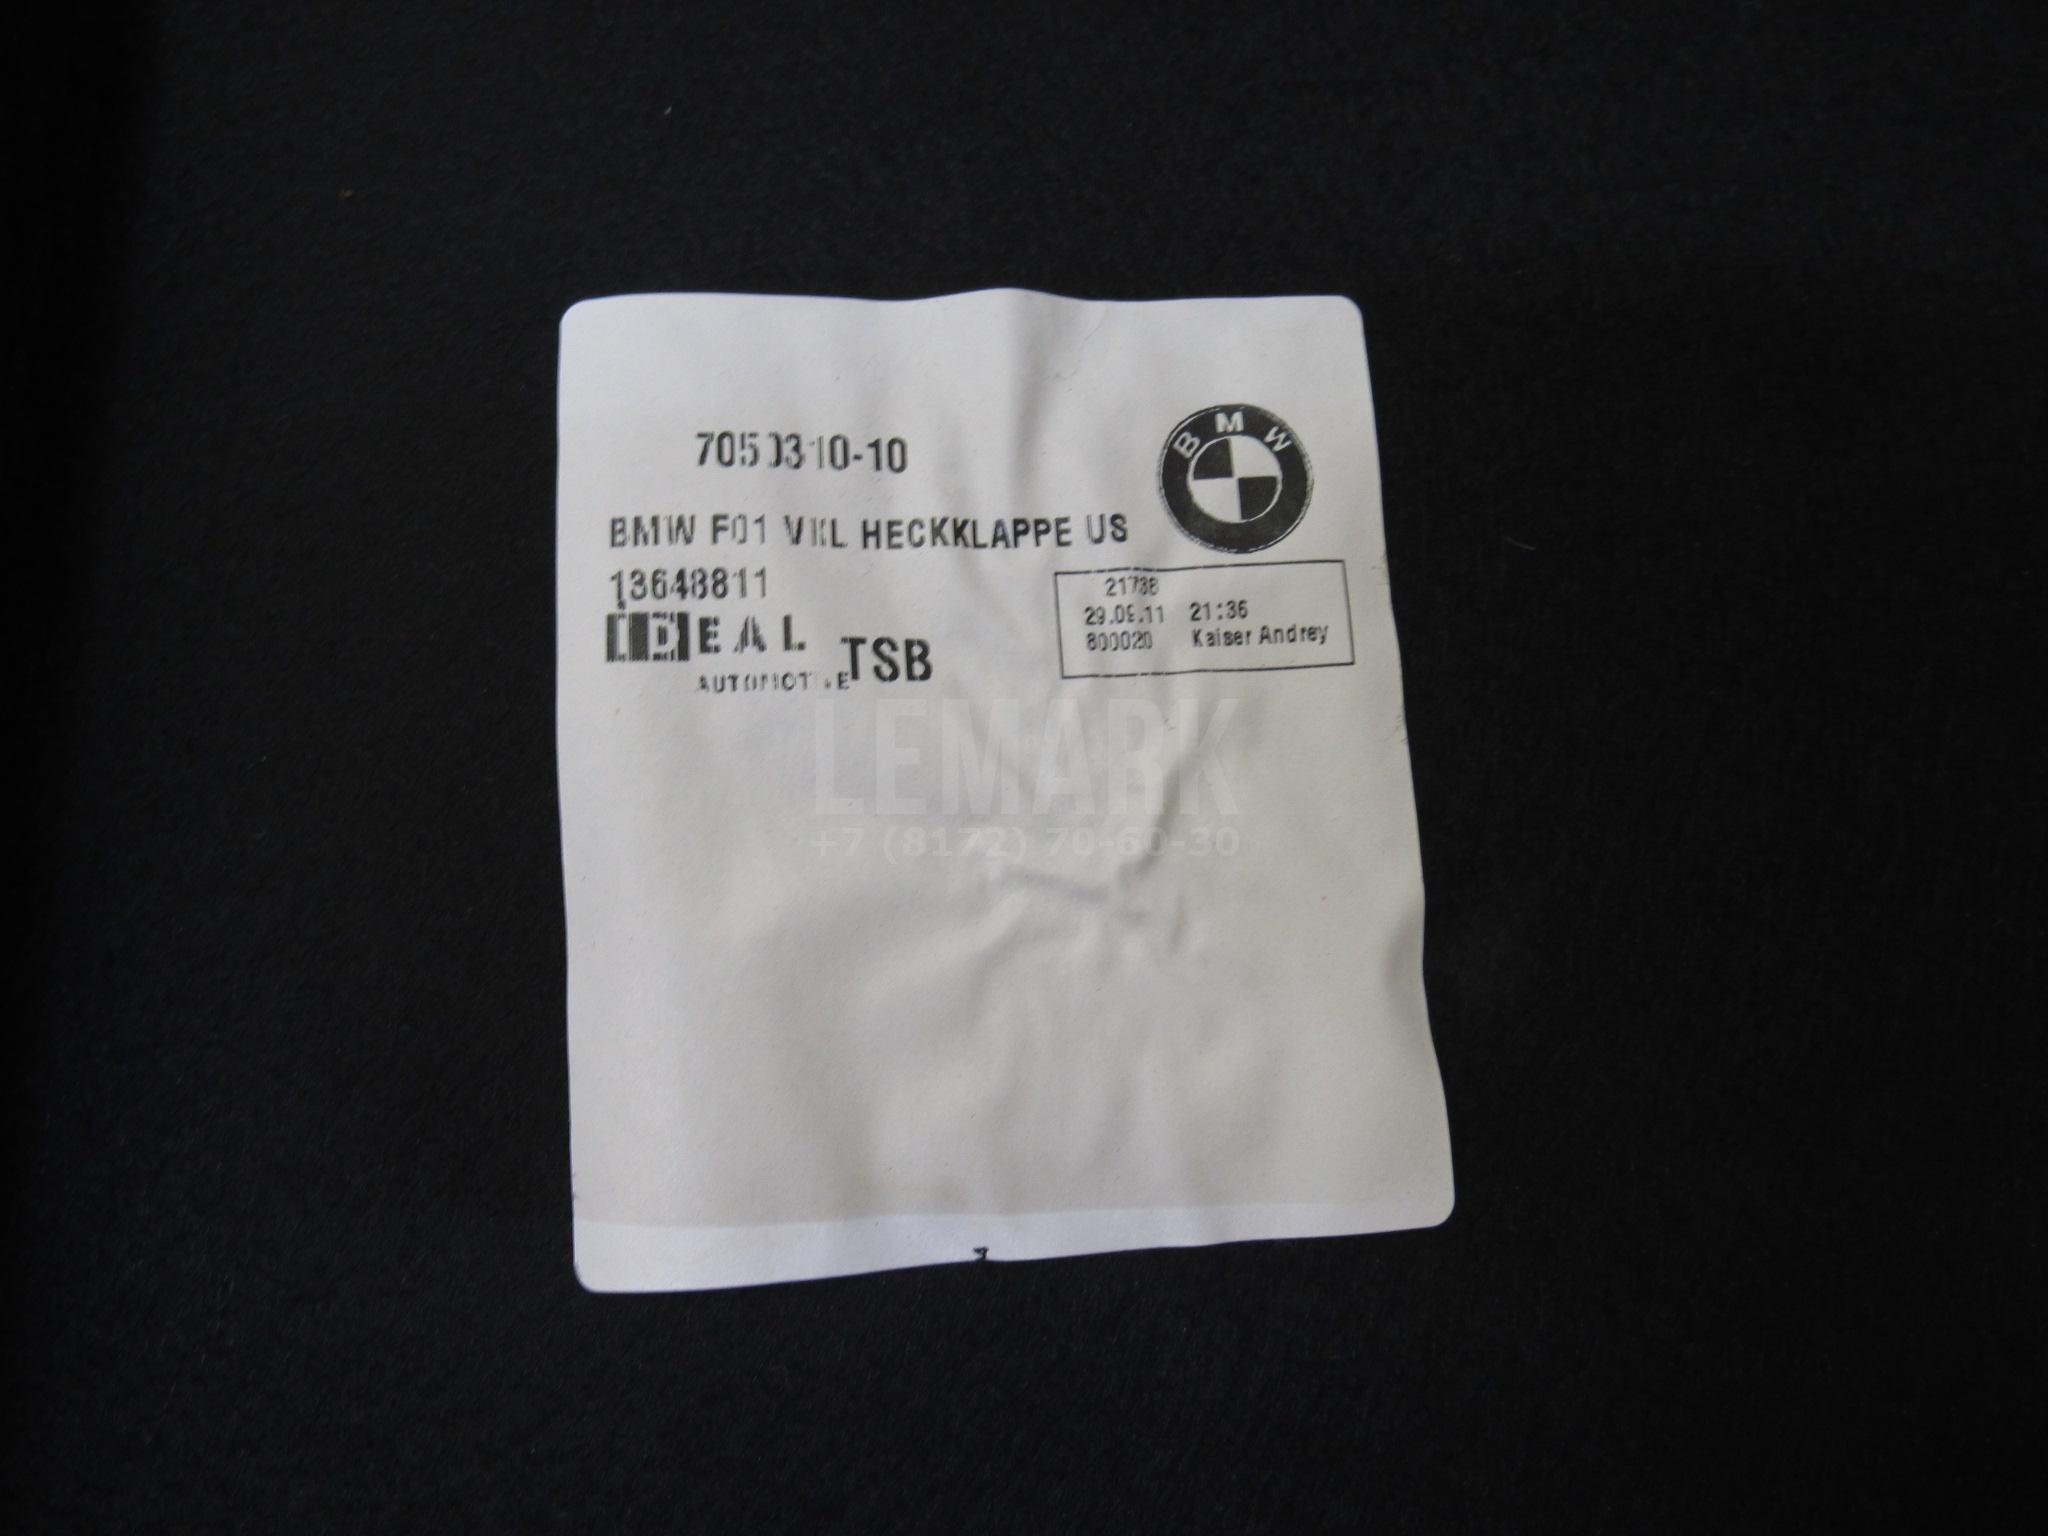 7050310-10
BMW
BMW F01 VKL HECKKLAPPE US
13648811
IDEAL
AUTOMOTIVE
TSB
21738
29.09.11 21:36
800020 Kaiser Andrey
LEMARK
+7 (8172) 70-60-30